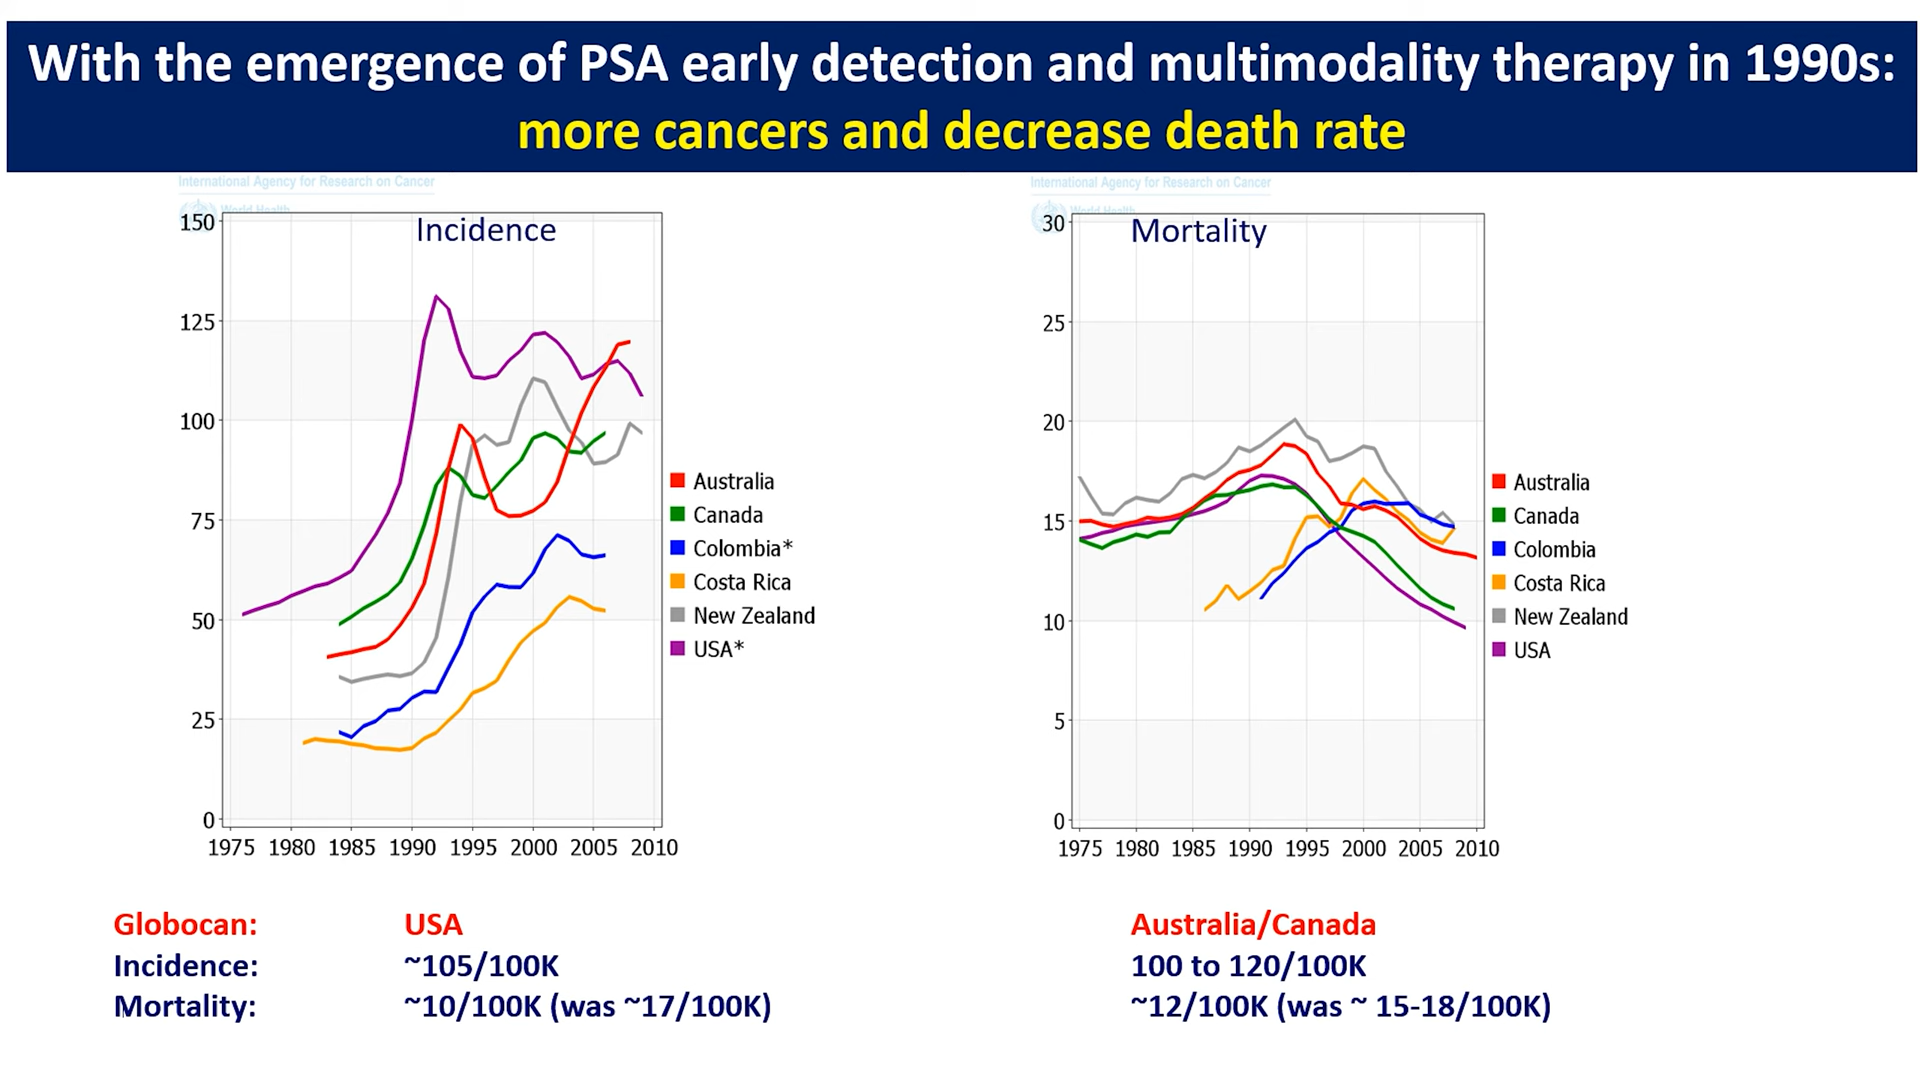 With the emergence of PSA early detection and multimodality therapy in 1990s:
more cancers and decrease death rate
International Agency for Research on Cancer
World Health
Incidence
150
125
100
75
50
25
0
1975 1980 1985 1990 1995 2000 2005 2010
Australia
Canada
Colombia*
Costa Rica
New Zealand
USA*
International Agency for Research on Cancer
World Health
Mortality
30
25
20
15
10
5
0
1975 1980 1985 1990 1995 2000 2005 2010
Australia
Canada
Colombia
Costa Rica
New Zealand
USA
Globocan: USA Australia/Canada
Incidence: ~105/100K 100 to 120/100K
Mortality: ~10/100K (was ~17/100K) ~12/100K (was ~ 15-18/100K)